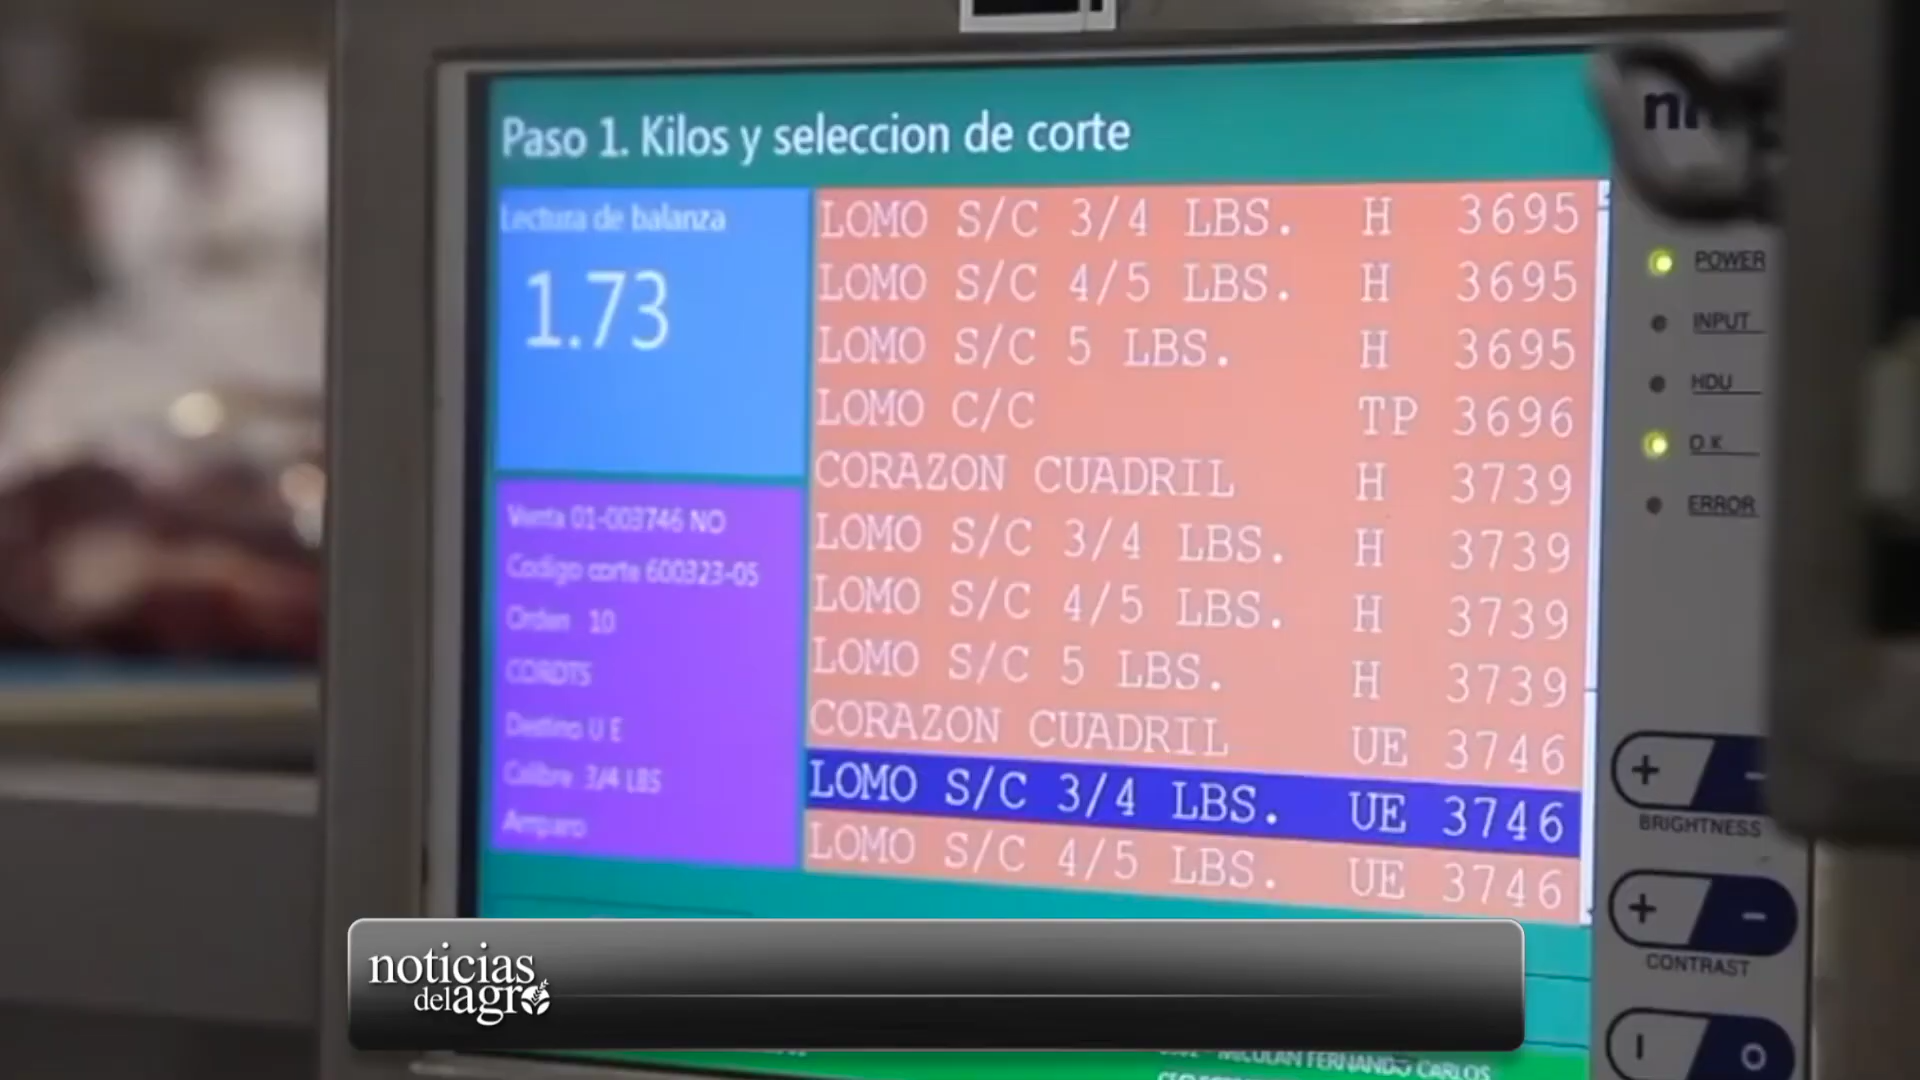 Paso 1. Kilos y seleccion de corte
Lectura de balanza
1.73
Venta 01-003746 NO
Codigo corte 600323-05
Orden 10
Destino U E
Calibre 3/4 LBS
Amparo
LOMO S/C 3/4 LBS. H 3695
LOMO S/C 4/5 LBS. H 3695
LOMO S/C 5 LBS. H 3695
LOMO C/C TP 3696
CORAZON CUADRIL H 3739
LOMO S/C 3/4 LBS. H 3739
LOMO S/C 4/5 LBS. H 3739
LOMO S/C 5 LBS. H 3739
CORAZON CUADRIL UE 3746
LOMO S/C 3/4 LBS. UE 3746
LOMO S/C 4/5 LBS. UE 3746
POWER
INPUT
HDU
O.K
ERROR
+ -
BRIGHTNESS
+ -
CONTRAST
I O
noticias
delagro
FERNANDO CARLOS